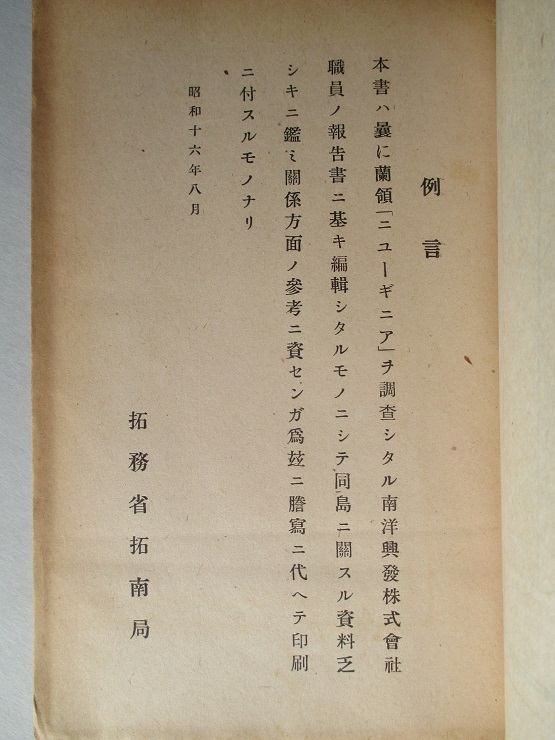 例言
本書ハ曩に蘭領「ニユーギニア」ヲ調査シタル南洋興發株式會社
職員ノ報告書ニ基キ編輯シタルモノニシテ同島ニ關スル資料乏
シキニ鑑ミ關係方面ノ參考ニ資センガ爲玆ニ謄寫ニ代ヘテ印刷
ニ付スルモノナリ
昭和十六年八月
拓務省拓南局